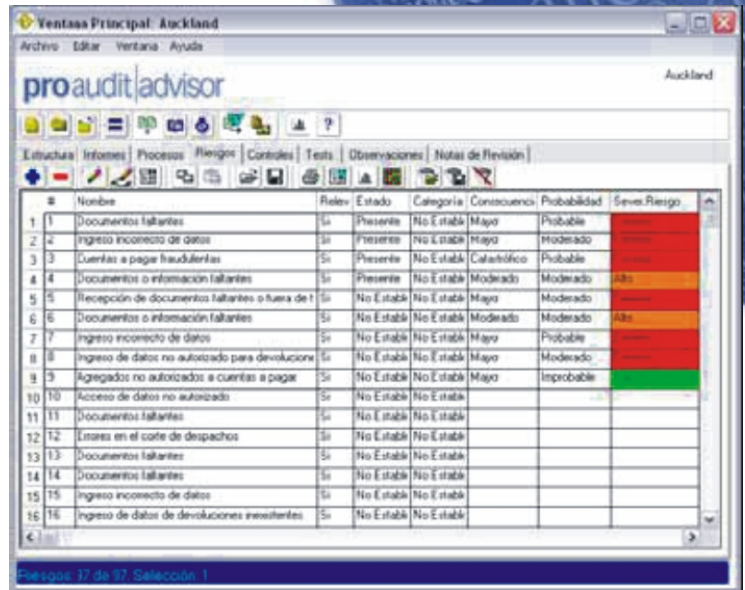 Ventana Principal: Auckland
Archivo Editar Ventana Ayuda
proaudit|advisor
Auckland
Estructura Informes Procesos Riesgos Controles Tests Observaciones Notas de Revisión
# Nombre Relev Estado Categoría Consecuenci Probabilidad Sever.Riesgo
1 1 Documentos faltantes Si Presente No Establ Mayor Probable
2 2 Ingreso incorrecto de datos Si Presente No Establ Mayor Moderado
3 3 Cuentas a pagar fraudulentas Si Presente No Establ Catastrófico Probable
4 4 Documentos o información faltantes Si Presente No Establ Moderado Moderado Alto
5 5 Recepción de documentos faltantes o fuera de t Si No Establ No Establ Mayor Moderado
6 6 Documentos o información faltantes Si No Establ No Establ Moderado Moderado Alto
7 7 Ingreso incorrecto de datos Si No Establ No Establ Mayor Probable
8 8 Ingreso de datos no autorizado para devolucione Si No Establ No Establ Mayor Moderado
9 9 Agregados no autorizados a cuentas a pagar Si No Establ No Establ Mayor Improbable
10 10 Acceso de datos no autorizado Si No Establ No Establ
11 11 Documentos faltantes Si No Establ No Establ
12 12 Errores en el corte de despachos Si No Establ No Establ
13 13 Documentos faltantes Si No Establ No Establ
14 14 Documentos faltantes Si No Establ No Establ
15 15 Ingreso incorrecto de datos Si No Establ No Establ
16 16 Ingreso de datos de devoluciones inexistentes Si No Establ No Establ
Riesgos: 37 de 97. Selección: 1